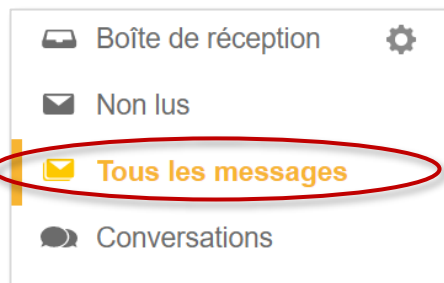 Boîte de réception
Non lus
Tous les messages
Conversations